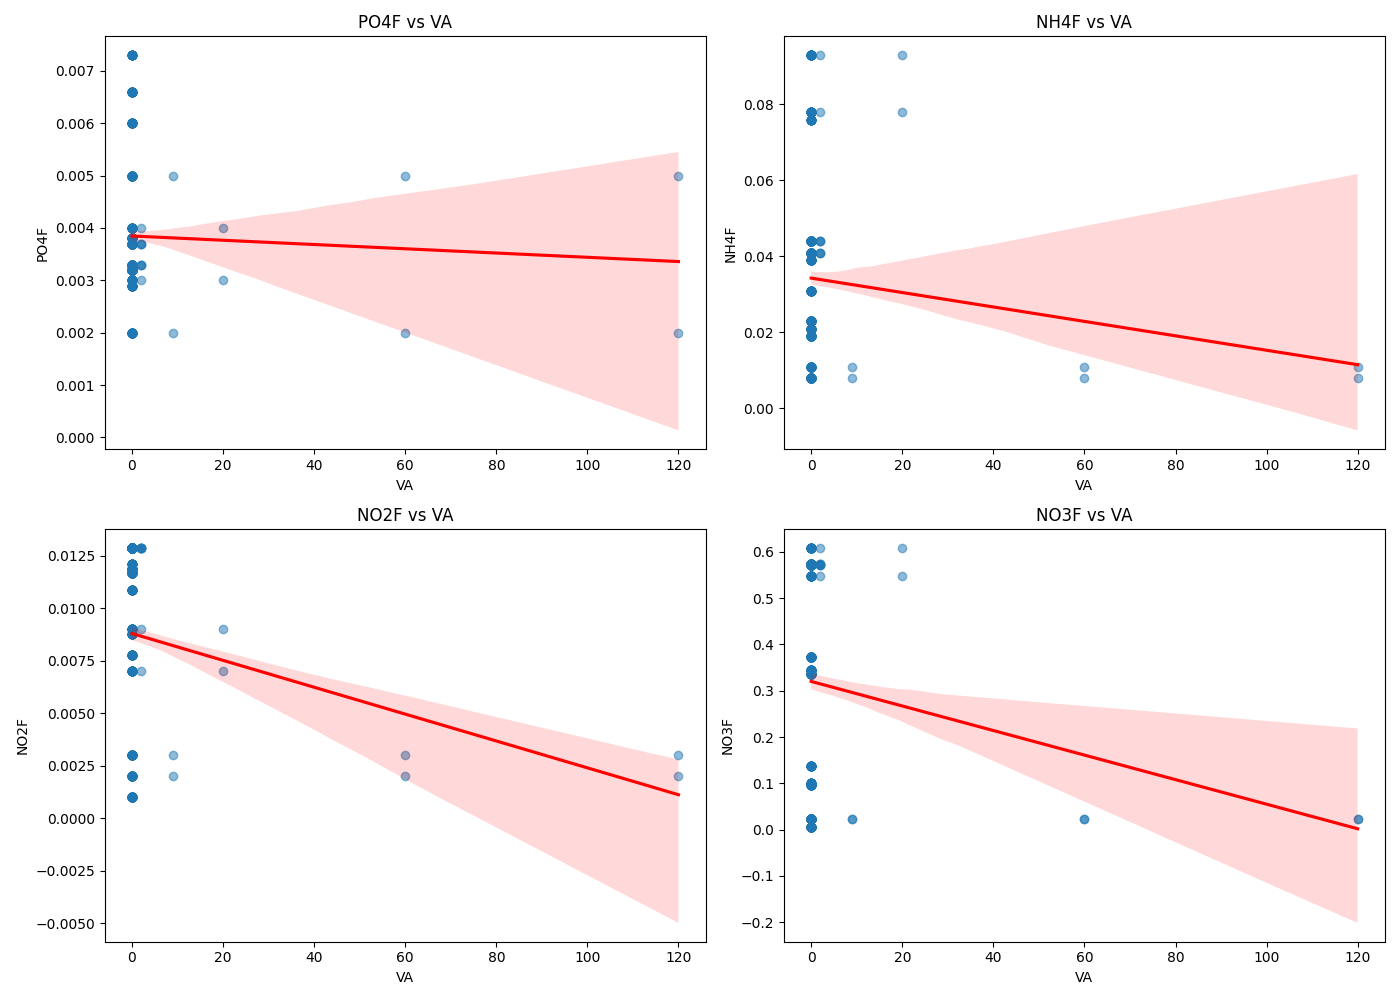 PO4F vs VA
0.007
0.006
0.005
0.004
0.003
0.002
0.001
0.000
PO4F
0 20 40 60 80 100 120
VA
NH4F vs VA
0.08
0.06
0.04
0.02
0.00
NH4F
0 20 40 60 80 100 120
VA
NO2F vs VA
0.0125
0.0100
0.0075
0.0050
0.0025
0.0000
−0.0025
−0.0050
NO2F
0 20 40 60 80 100 120
VA
NO3F vs VA
0.6
0.5
0.4
0.3
0.2
0.1
0.0
−0.1
−0.2
NO3F
0 20 40 60 80 100 120
VA